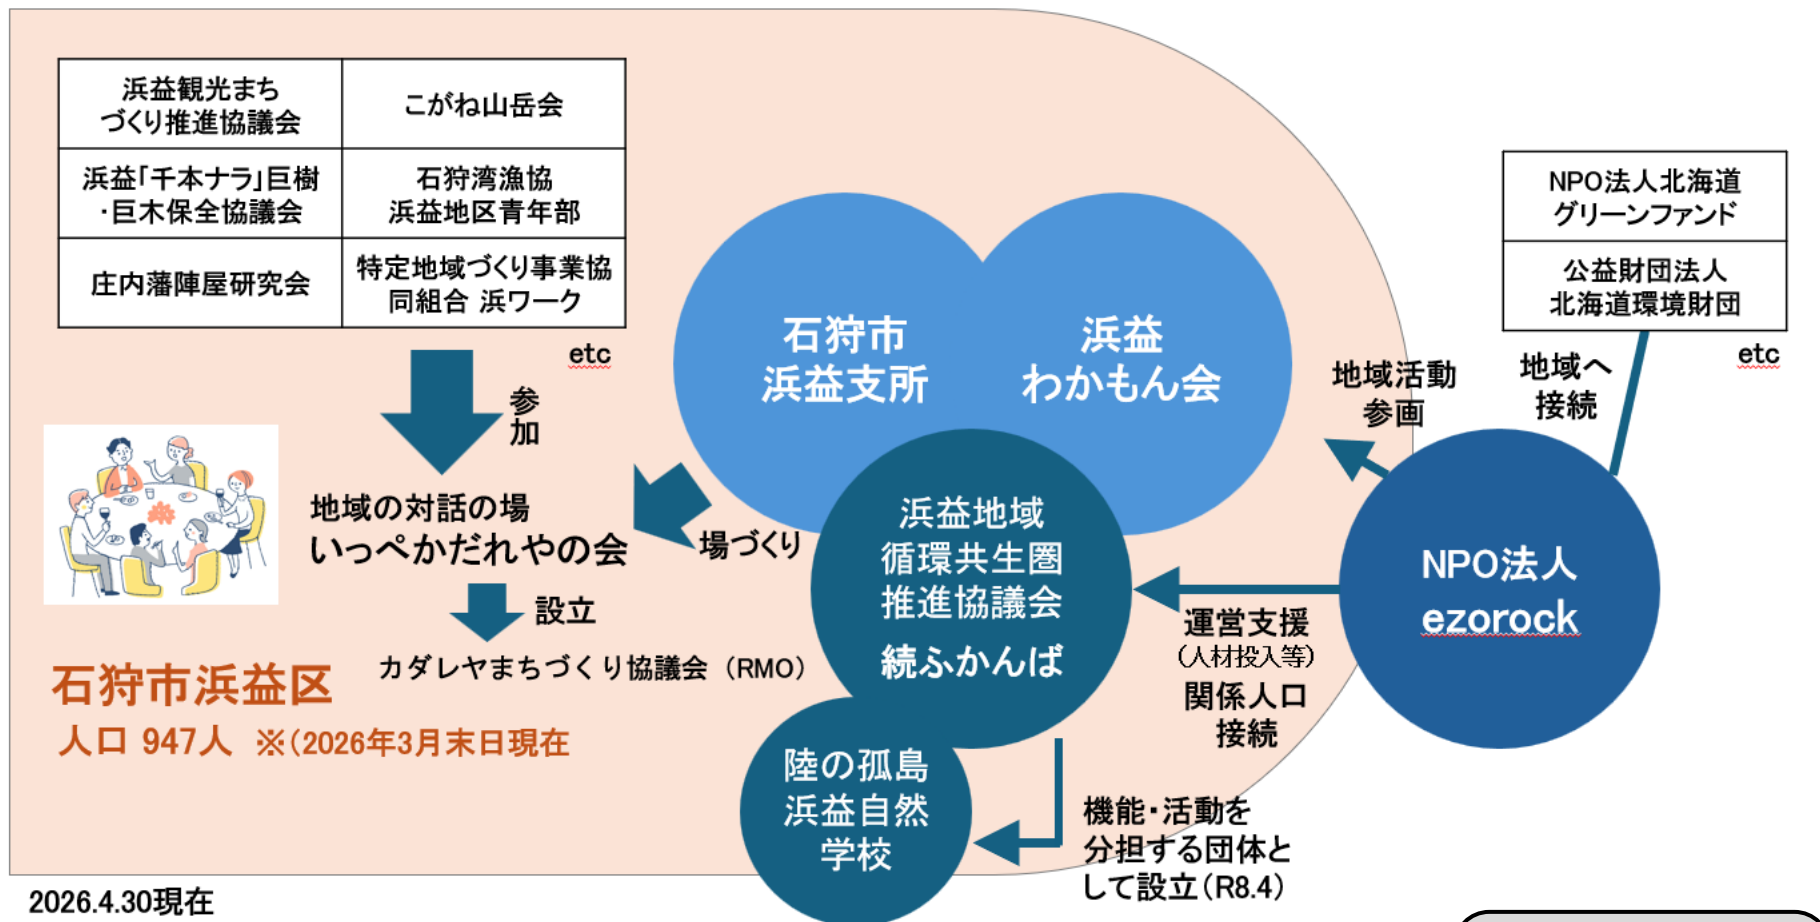 浜益観光まち
づくり推進協議会
こがね山岳会
浜益「千本ナラ」巨樹
・巨木保全協議会
石狩湾漁協
浜益地区青年部
庄内藩陣屋研究会
特定地域づくり事業協
同組合 浜ワーク
etc
参
加
地域の対話の場
いっぺかだれやの会
場づくり
設立
カダレヤまちづくり協議会（RMO）
石狩市浜益区
人口 947人 ※（2026年3月末日現在
石狩市
浜益支所
浜益
わかもん会
浜益地域
循環共生圏
推進協議会
続ふかんば
陸の孤島
浜益自然
学校
機能・活動を
分担する団体と
して設立（R8.4）
NPO法人北海道
グリーンファンド
公益財団法人
北海道環境財団
etc
地域へ
接続
地域活動
参画
NPO法人
ezorock
運営支援
（人材投入等）
関係人口
接続
2026.4.30現在